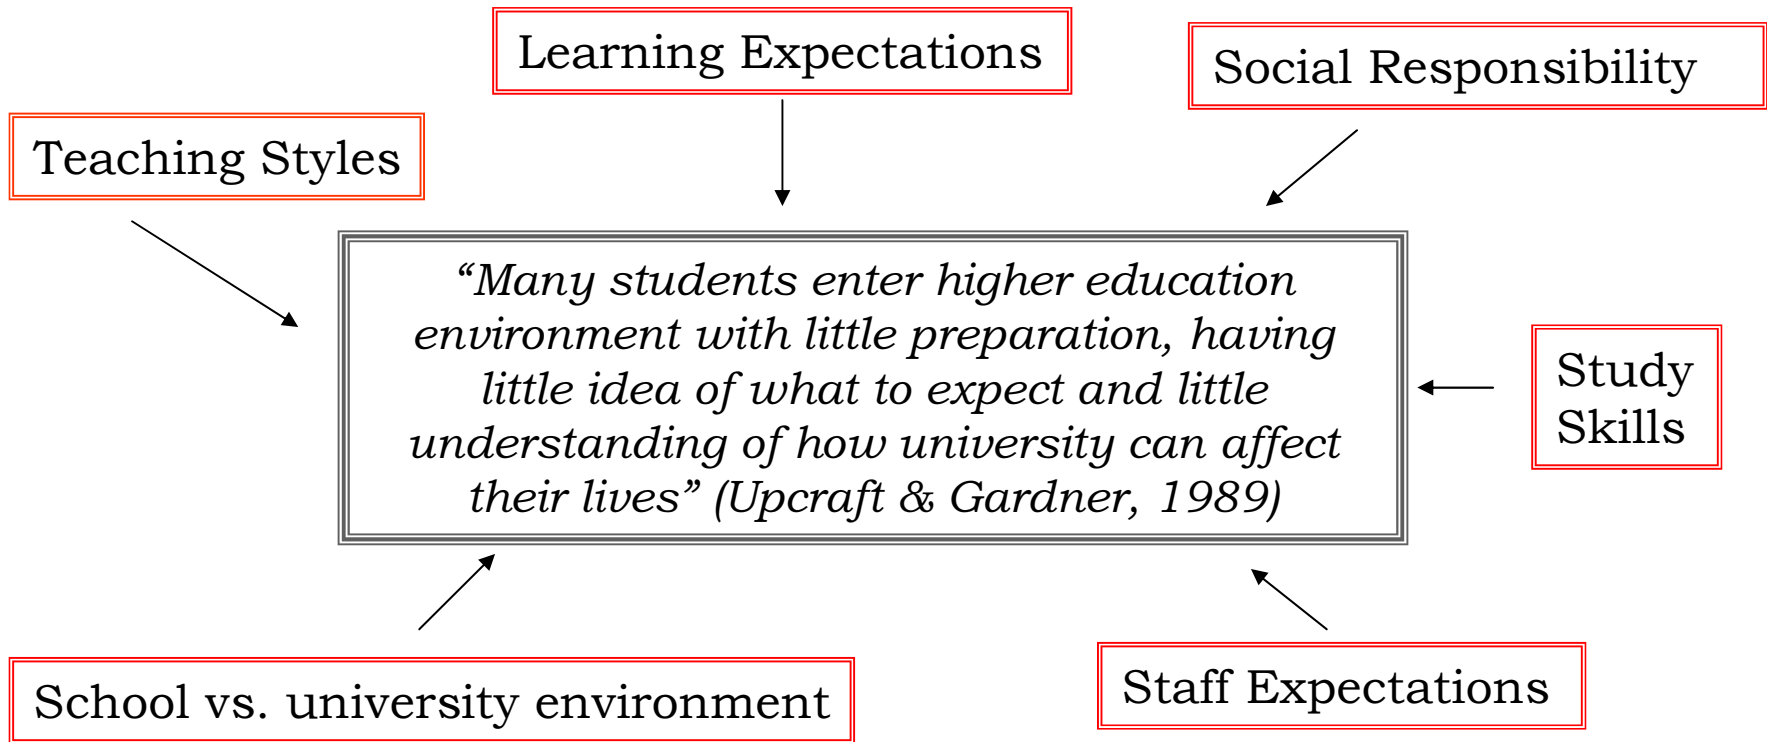 Learning Expectations
Social Responsibility
Teaching Styles
“Many students enter higher education
environment with little preparation, having
little idea of what to expect and little
understanding of how university can affect
their lives” (Upcraft & Gardner, 1989)
Study
Skills
School vs. university environment
Staff Expectations